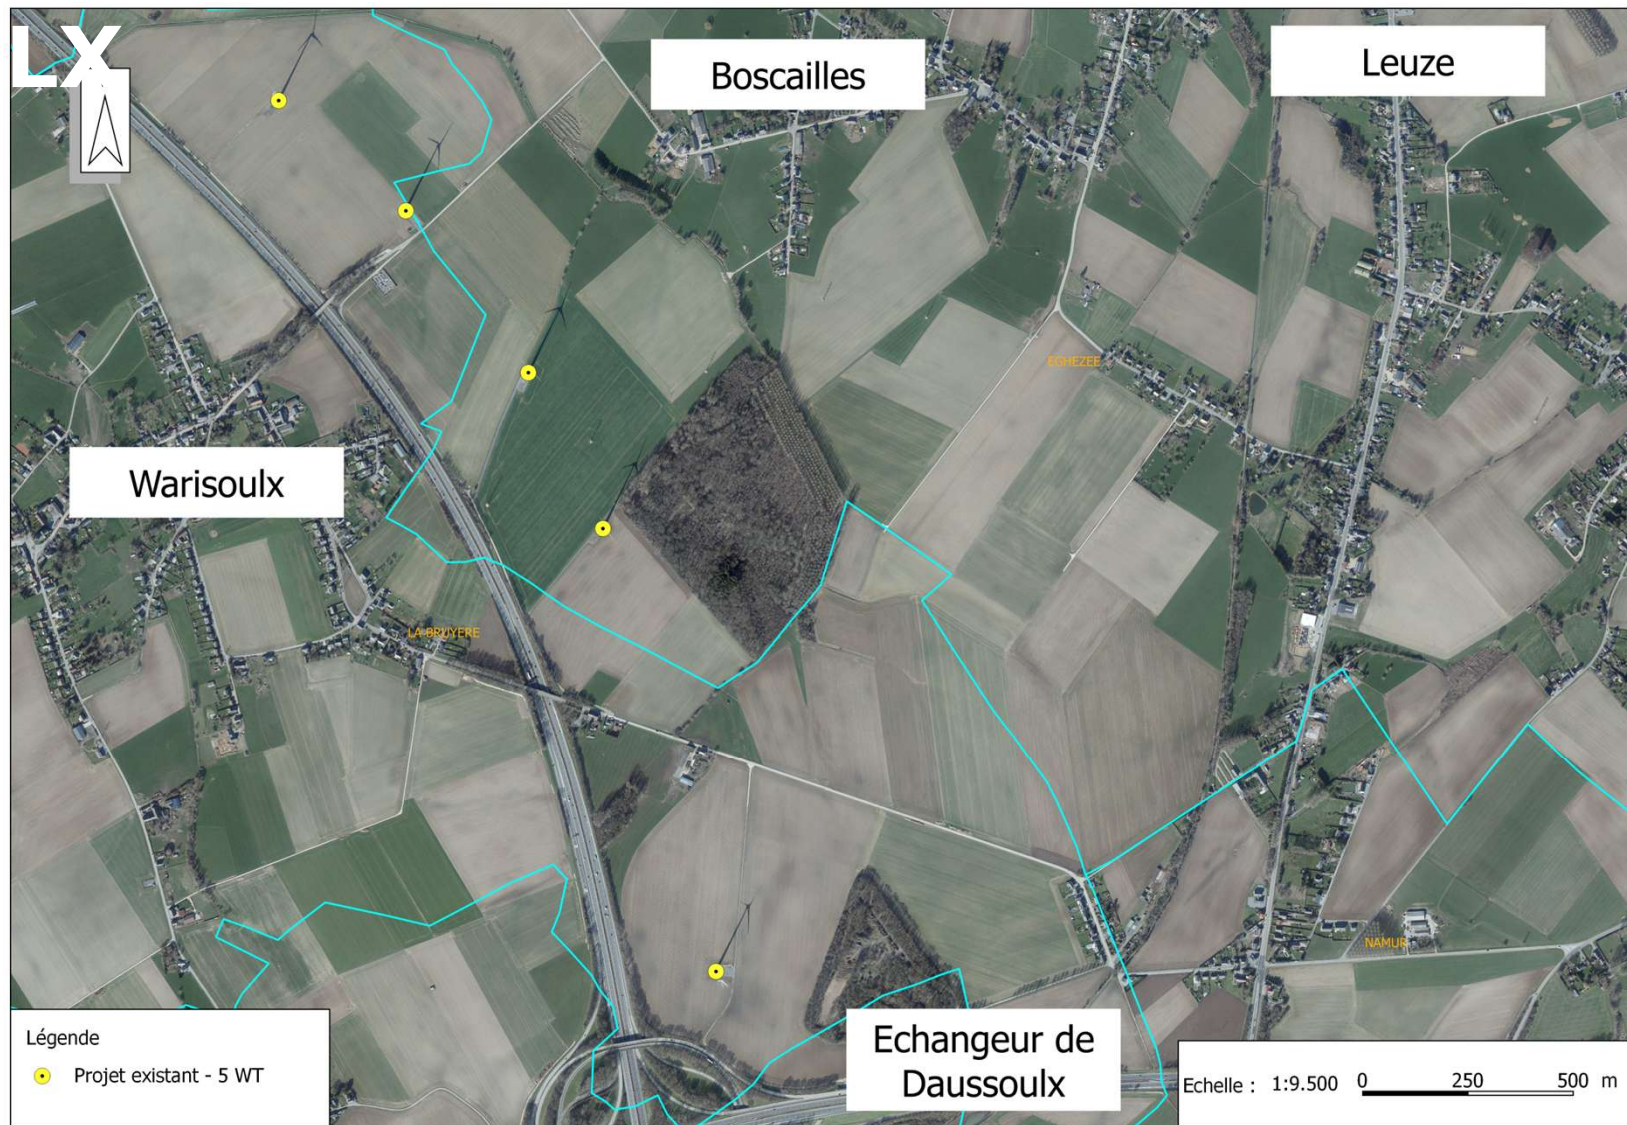 LX
Boscailles
Leuze
EGHEZEE
Warisoulx
LA BRUYERE
NAMUR
Echangeur de
Daussoulx
Légende
Projet existant - 5 WT
Echelle : 1:9.500 0 250 500 m